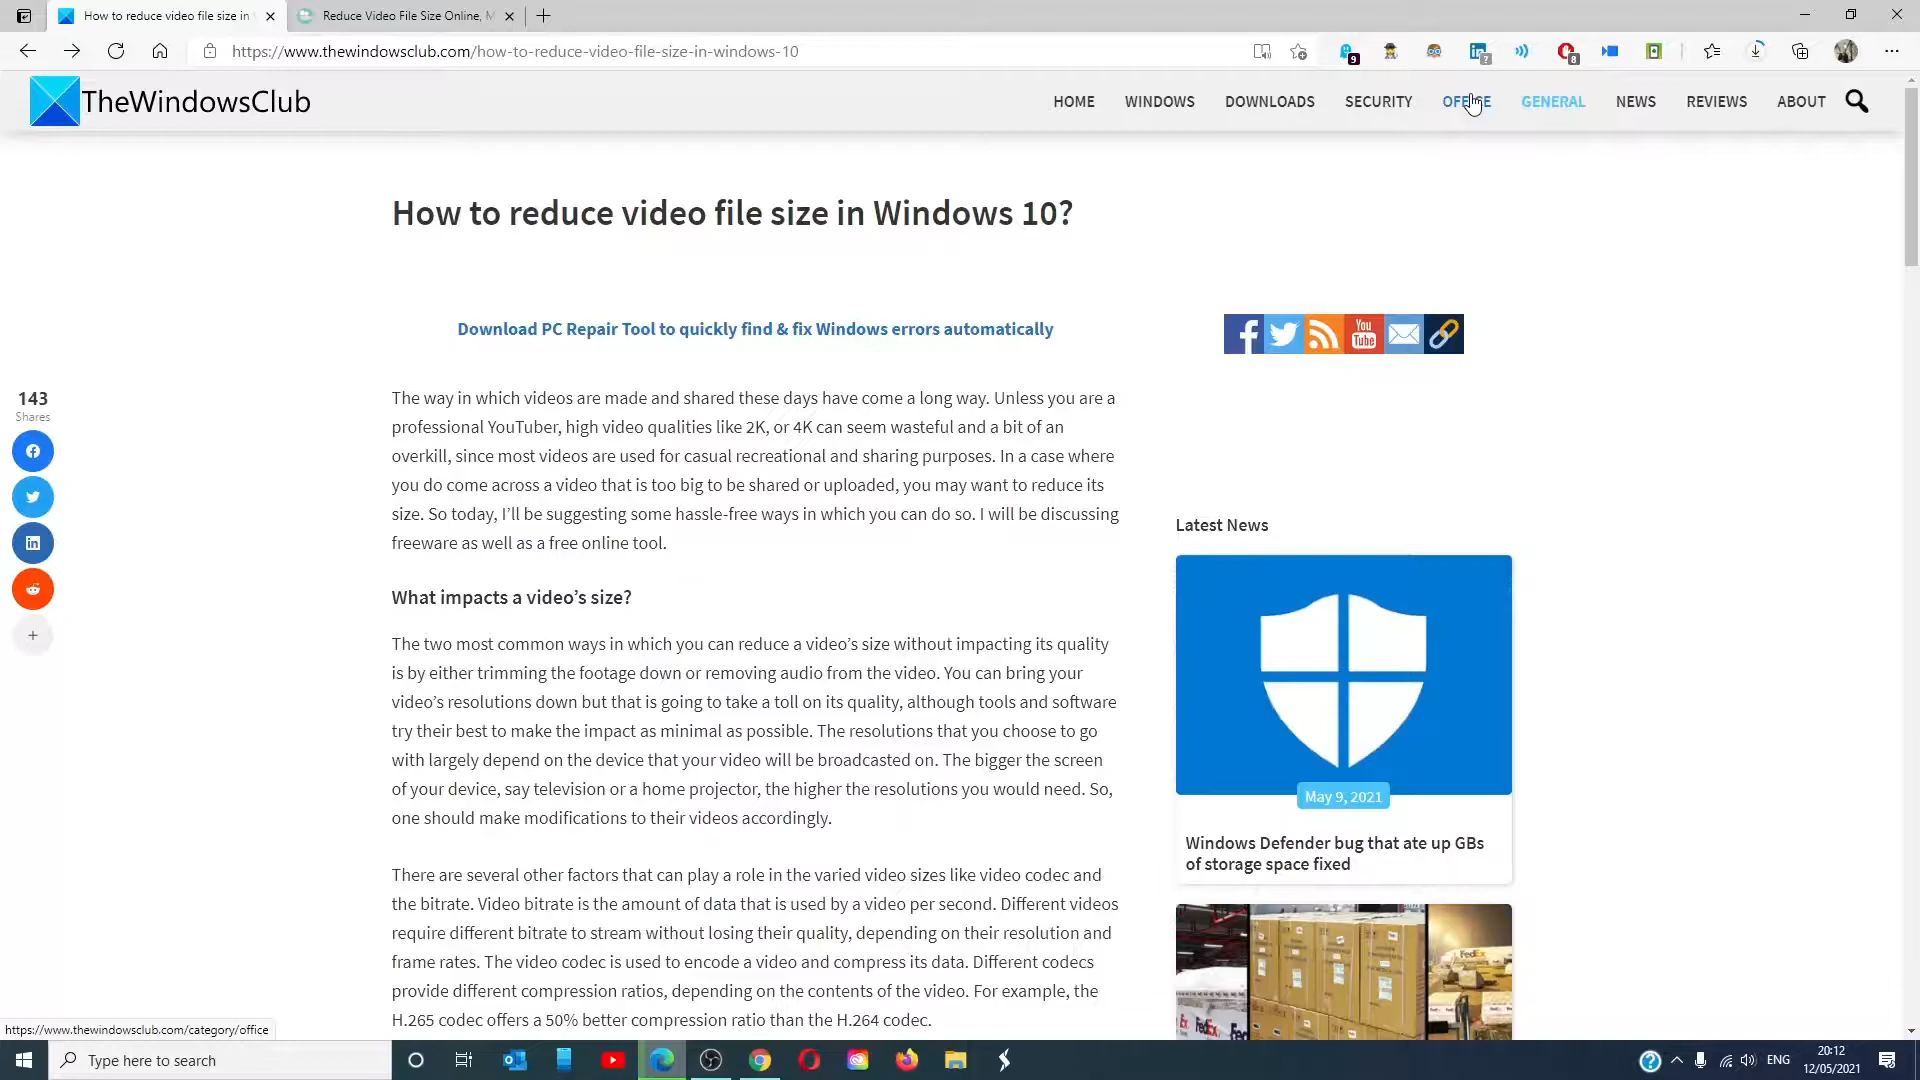 How to reduce video file size in
Reduce Video File Size Online, M
https://www.thewindowsclub.com/how-to-reduce-video-file-size-in-windows-10
9
?
8
TheWindowsClub
HOME WINDOWS DOWNLOADS SECURITY OFFICE GENERAL NEWS REVIEWS ABOUT
How to reduce video file size in Windows 10?
Download PC Repair Tool to quickly find & fix Windows errors automatically
You
Tube
143
Shares
The way in which videos are made and shared these days have come a long way. Unless you are a
professional YouTuber, high video qualities like 2K, or 4K can seem wasteful and a bit of an
overkill, since most videos are used for casual recreational and sharing purposes. In a case where
you do come across a video that is too big to be shared or uploaded, you may want to reduce its
size. So today, I’ll be suggesting some hassle-free ways in which you can do so. I will be discussing
freeware as well as a free online tool.
What impacts a video’s size?
The two most common ways in which you can reduce a video’s size without impacting its quality
is by either trimming the footage down or removing audio from the video. You can bring your
video’s resolutions down but that is going to take a toll on its quality, although tools and software
try their best to make the impact as minimal as possible. The resolutions that you choose to go
with largely depend on the device that your video will be broadcasted on. The bigger the screen
of your device, say television or a home projector, the higher the resolutions you would need. So,
one should make modifications to their videos accordingly.
There are several other factors that can play a role in the varied video sizes like video codec and
the bitrate. Video bitrate is the amount of data that is used by a video per second. Different videos
require different bitrate to stream without losing their quality, depending on their resolution and
frame rates. The video codec is used to encode a video and compress its data. Different codecs
provide different compression ratios, depending on the contents of the video. For example, the
H.265 codec offers a 50% better compression ratio than the H.264 codec.
Latest News
May 9, 2021
Windows Defender bug that ate up GBs
of storage space fixed
FedEx
FedEx
https://www.thewindowsclub.com/category/office
Type here to search
ENG
20:12
12/05/2021